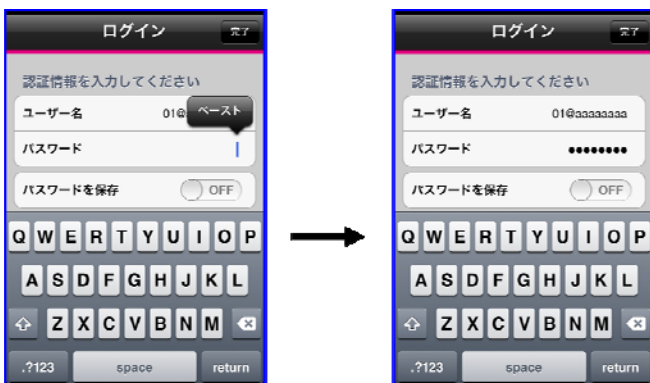 ログイン 完了
認証情報を入力してください
ユーザー名 01@ ペースト
パスワード
パスワードを保存 OFF
Q W E R T Y U I O P
A S D F G H J K L
Z X C V B N M
.?123 space return
ログイン 完了
認証情報を入力してください
ユーザー名 01@aaaaaaaa
パスワード ••••••••
パスワードを保存 OFF
Q W E R T Y U I O P
A S D F G H J K L
Z X C V B N M
.?123 space return